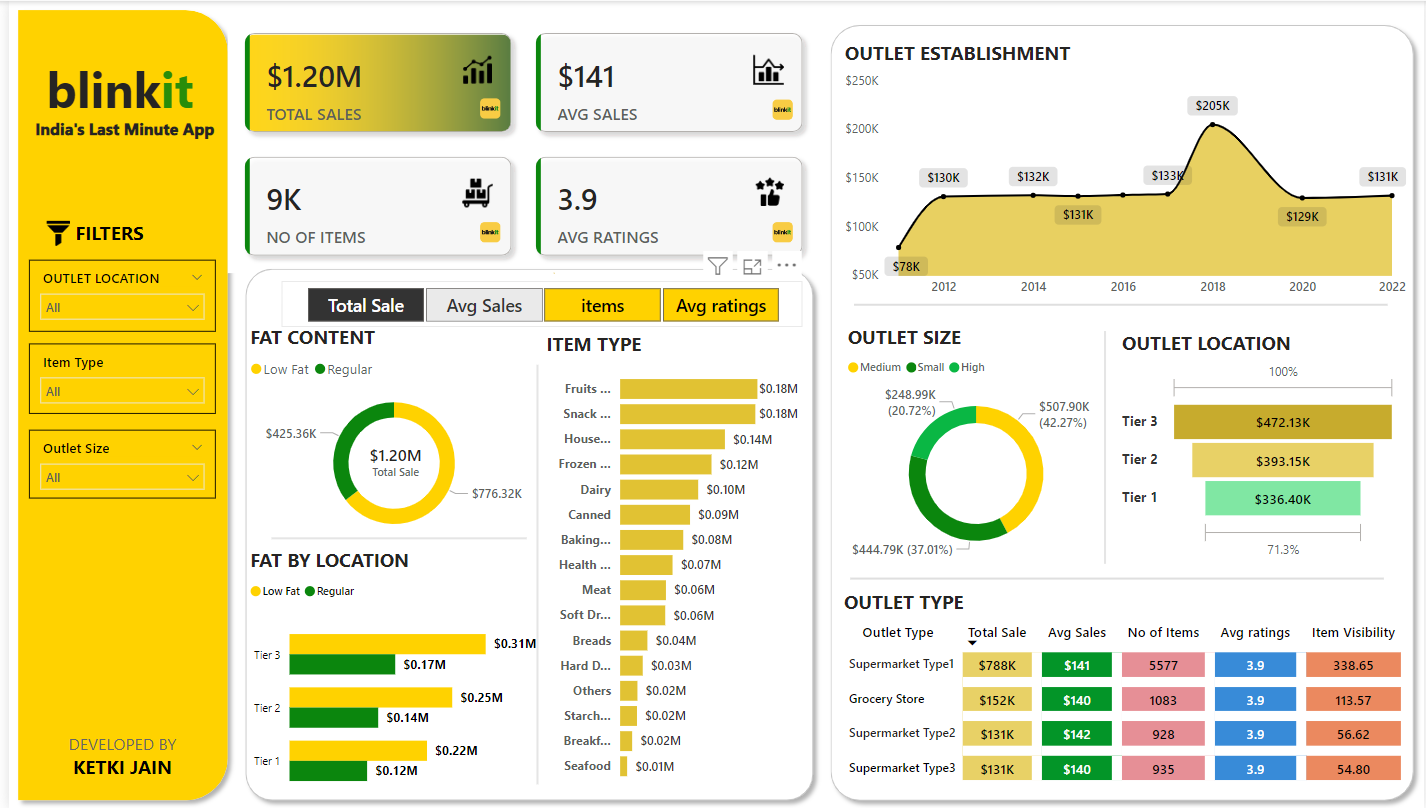 blinkit
India's Last Minute App
FILTERS
OUTLET LOCATION
All
Item Type
All
Outlet Size
All
DEVELOPED BY
KETKI JAIN
$1.20M
TOTAL SALES
blinkit
$141
AVG SALES
blinkit
9K
NO OF ITEMS
blinkit
3.9
AVG RATINGS
blinkit
Total Sale
Avg Sales
items
Avg ratings
FAT CONTENT
Low Fat Regular
$425.36K
$1.20M
Total Sale
$776.32K
FAT BY LOCATION
Low Fat Regular
Tier 3 $0.31M
$0.17M
Tier 2 $0.25M
$0.14M
Tier 1 $0.22M
$0.12M
ITEM TYPE
Fruits ... $0.18M
Snack ... $0.18M
House... $0.14M
Frozen ... $0.12M
Dairy $0.10M
Canned $0.09M
Baking... $0.08M
Health ... $0.07M
Meat $0.06M
Soft Dr... $0.06M
Breads $0.04M
Hard D... $0.03M
Others $0.02M
Starch... $0.02M
Breakf... $0.02M
Seafood $0.01M
OUTLET ESTABLISHMENT
$250K
$200K
$150K
$100K
$50K
$78K
$130K
$132K
$131K
$133K
$205K
$129K
$131K
2012 2014 2016 2018 2020 2022
OUTLET SIZE
Medium Small High
$248.99K
(20.72%)
$507.90K
(42.27%)
$444.79K (37.01%)
OUTLET LOCATION
100%
Tier 3 $472.13K
Tier 2 $393.15K
Tier 1 $336.40K
71.3%
OUTLET TYPE
Outlet Type Total Sale Avg Sales No of Items Avg ratings Item Visibility
Supermarket Type1 $788K $141 5577 3.9 338.65
Grocery Store $152K $140 1083 3.9 113.57
Supermarket Type2 $131K $142 928 3.9 56.62
Supermarket Type3 $131K $140 935 3.9 54.80